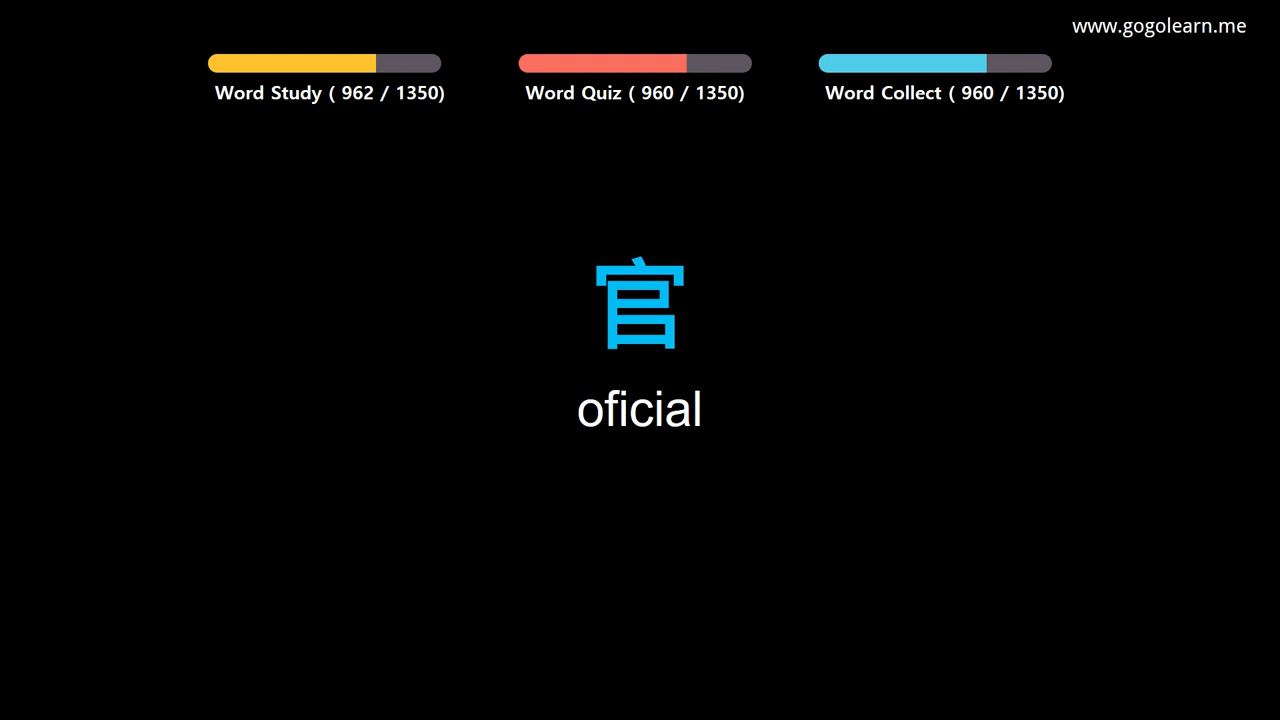 www.gogolearn.me
Word Study ( 962 / 1350)
Word Quiz ( 960 / 1350)
Word Collect ( 960 / 1350)
官
oficial